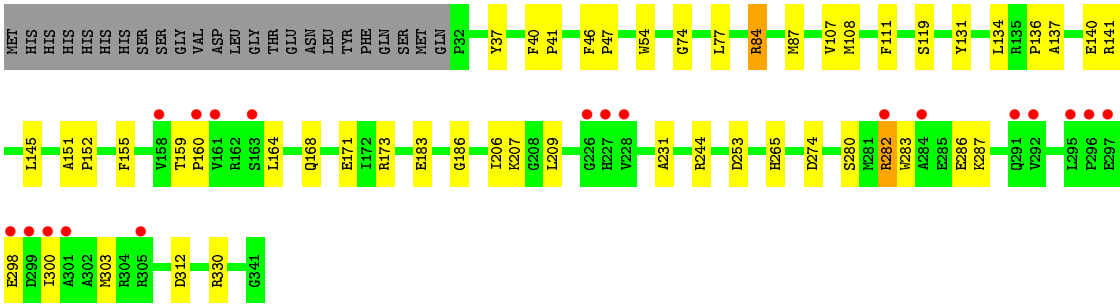 MET HIS HIS HIS HIS HIS HIS SER SER GLY VAL ASP LEU GLY THR GLU ASN LEU TYR PHE GLN SER MET GLN P32 Y37 F40 P41 F46 P47 W54 G74 L77 R84 M87 V107 M108 F111 S119 Y131 L134 R135 P136 A137 E140 R141
L145 A151 P152 F155 V158 T159 P160 V161 R162 S163 L164 Q168 E171 I172 R173 E183 G186 I206 K207 G208 L209 G226 H227 V228 A231 R244 D253 H265 D274 S280 M281 R282 W283 A284 E285 E286 K287 Q291 V292 L295 P296 E297
E298 D299 I300 A301 A302 M303 R304 R305 D312 R330 G341